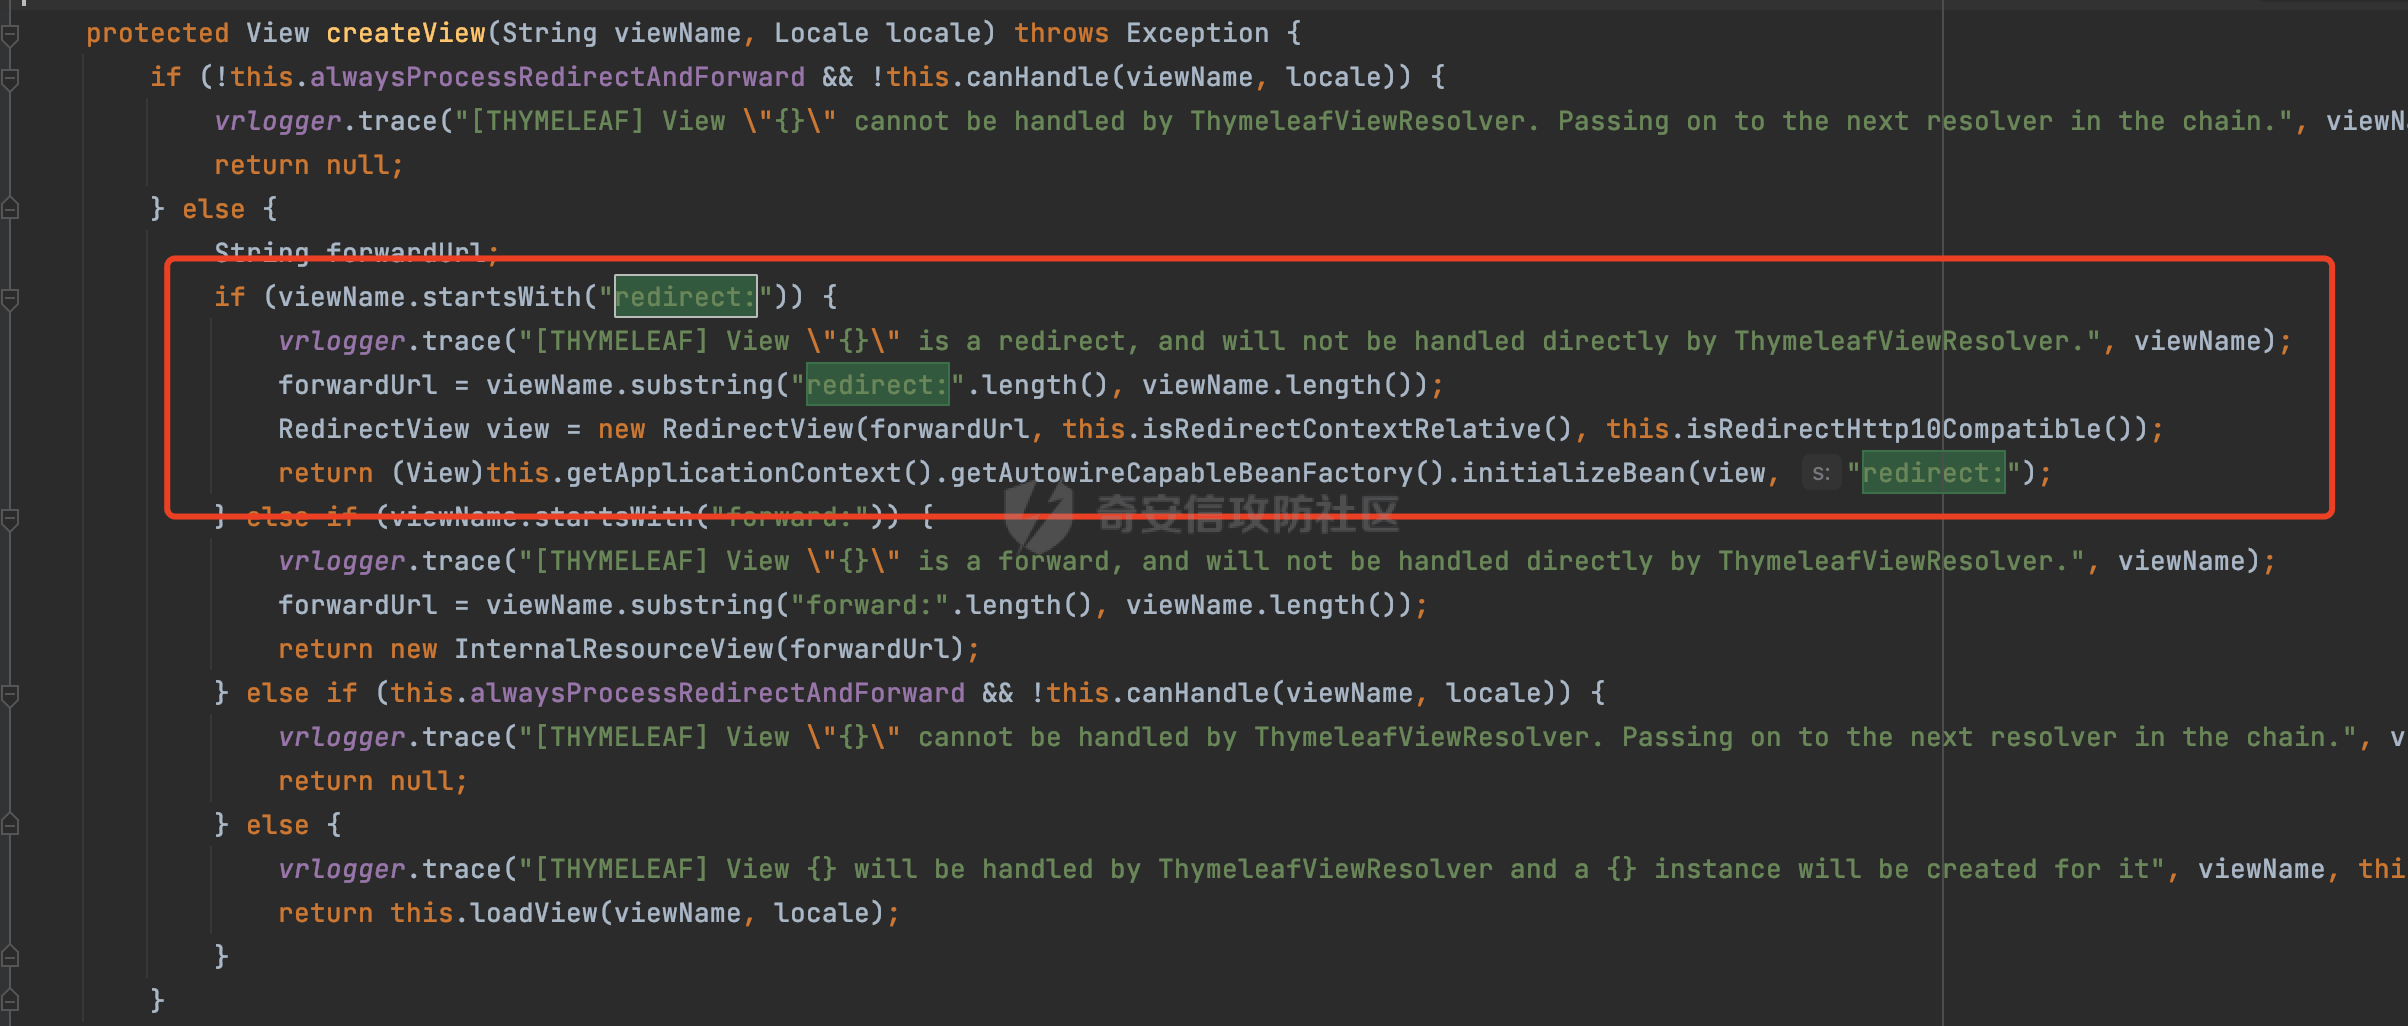 protected View createView(String viewName, Locale locale) throws Exception {
if (!this.alwaysProcessRedirectAndForward && !this.canHandle(viewName, locale)) {
vrlogger.trace("[THYMELEAF] View \"{}\" cannot be handled by ThymeleafViewResolver. Passing on to the next resolver in the chain.", viewN
return null;
} else {
String forwardUrl;
if (viewName.startsWith("redirect:")) {
vrlogger.trace("[THYMELEAF] View \"{}\" is a redirect, and will not be handled directly by ThymeleafViewResolver.", viewName);
forwardUrl = viewName.substring("redirect:".length(), viewName.length());
RedirectView view = new RedirectView(forwardUrl, this.isRedirectContextRelative(), this.isRedirectHttp10Compatible());
return (View)this.getApplicationContext().getAutowireCapableBeanFactory().initializeBean(view, s: "redirect:");
} else if (viewName.startsWith("forward:")) {
奇安信攻防社区
vrlogger.trace("[THYMELEAF] View \"{}\" is a forward, and will not be handled directly by ThymeleafViewResolver.", viewName);
forwardUrl = viewName.substring("forward:".length(), viewName.length());
return new InternalResourceView(forwardUrl);
} else if (this.alwaysProcessRedirectAndForward && !this.canHandle(viewName, locale)) {
vrlogger.trace("[THYMELEAF] View \"{}\" cannot be handled by ThymeleafViewResolver. Passing on to the next resolver in the chain.", v
return null;
} else {
vrlogger.trace("[THYMELEAF] View {} will be handled by ThymeleafViewResolver and a {} instance will be created for it", viewName, thi
return this.loadView(viewName, locale);
}
}